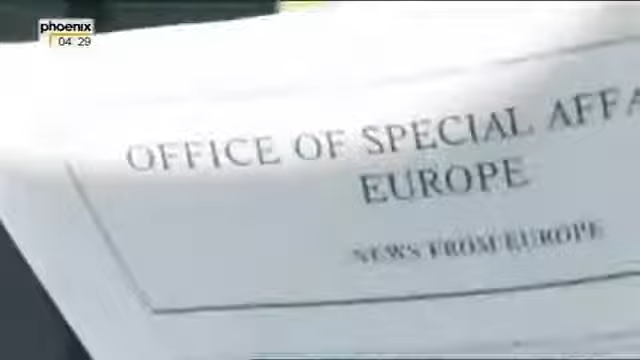 phoenix
04 29
OFFICE OF SPECIAL AFFA
EUROPE
NEWS FROM EUROPE